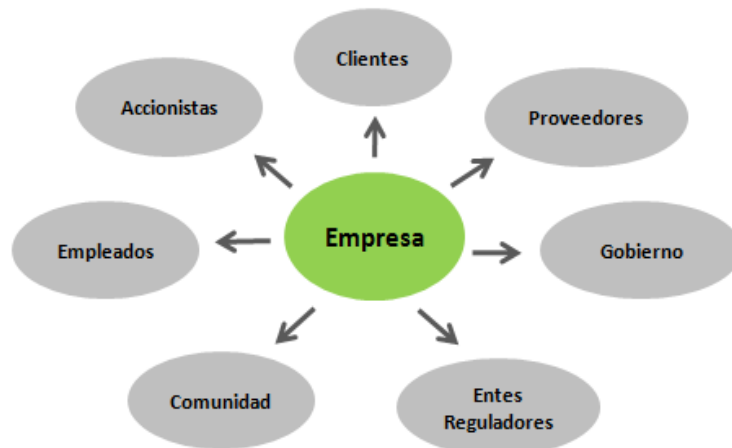 Clientes
Accionistas
Proveedores
Empresa
Empleados
Gobierno
Comunidad
Entes
Reguladores